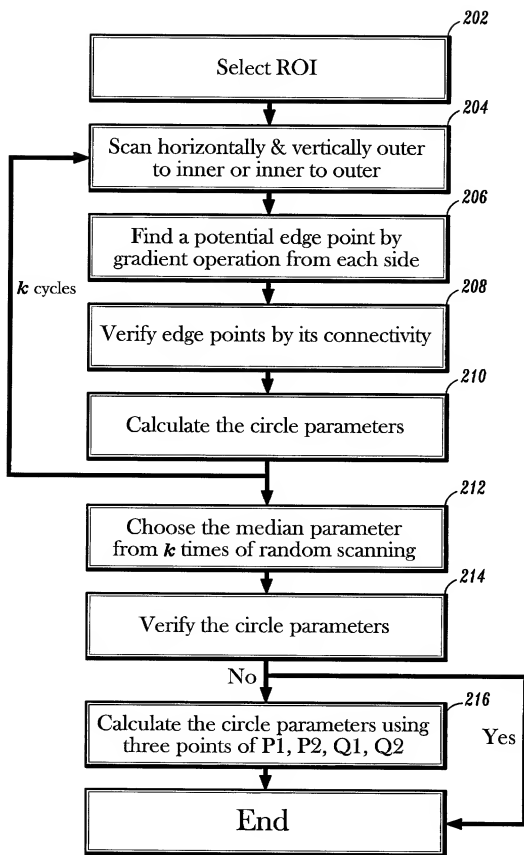 202
Select ROI
204
Scan horizontally & vertically outer
to inner or inner to outer
206
Find a potential edge point by
gradient operation from each side
k cycles
208
Verify edge points by its connectivity
210
Calculate the circle parameters
212
Choose the median parameter
from k times of random scanning
214
Verify the circle parameters
No
216
Calculate the circle parameters using
three points of P1, P2, Q1, Q2
Yes
End